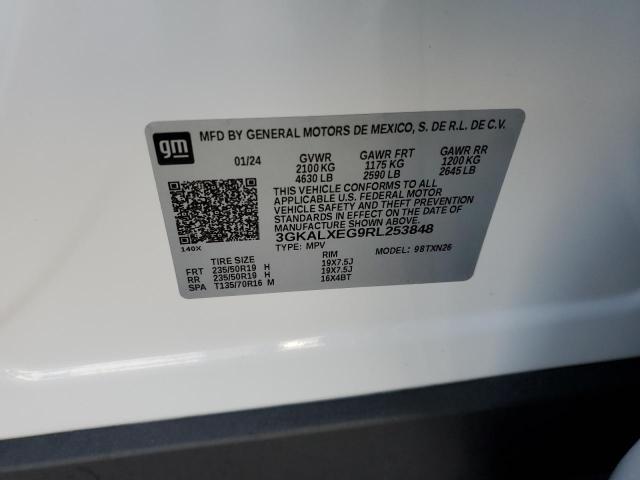 gm
MFD BY GENERAL MOTORS DE MEXICO, S. DE R.L. DE C.V.
01/24 GVWR GAWR FRT GAWR RR
2100 KG 1175 KG 1200 KG
4630 LB 2590 LB 2645 LB
THIS VEHICLE CONFORMS TO ALL
APPLICABLE U.S. FEDERAL MOTOR
VEHICLE SAFETY AND THEFT PREVENTION
STANDARDS IN EFFECT ON THE DATE OF
MANUFACTURE SHOWN ABOVE.
3GKALXEG9RL253848
140X
TYPE: MPV MODEL: 98TXN26
TIRE SIZE RIM
FRT 235/50R19 H 19X7.5J
RR 235/50R19 H 19X7.5J
SPA T135/70R16 M 16X4BT